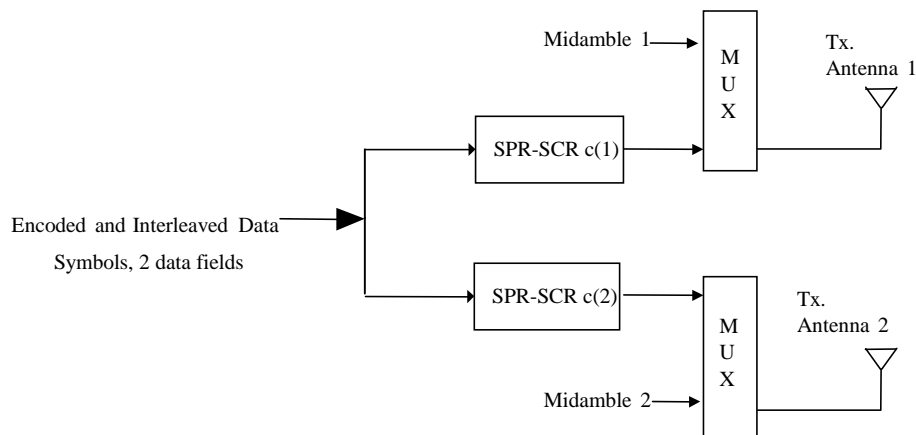 Midamble 1
M
U
X
Tx.
Antenna 1
SPR-SCR c(1)
Encoded and Interleaved Data
Symbols, 2 data fields
SPR-SCR c(2)
M
U
X
Tx.
Antenna 2
Midamble 2